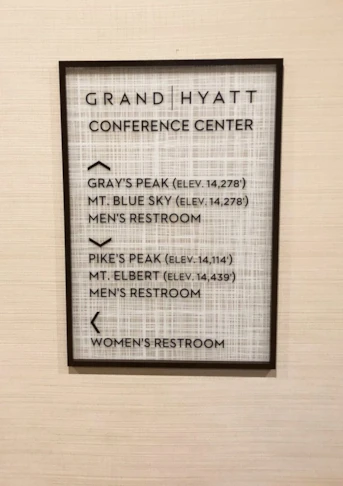 GRAND|HYATT
CONFERENCE CENTER
GRAY'S PEAK (ELEV. 14,278')
MT. BLUE SKY (ELEV. 14,278')
MEN'S RESTROOM
PIKE'S PEAK (ELEV. 14,114')
MT. ELBERT (ELEV. 14,439')
MEN'S RESTROOM
WOMEN'S RESTROOM